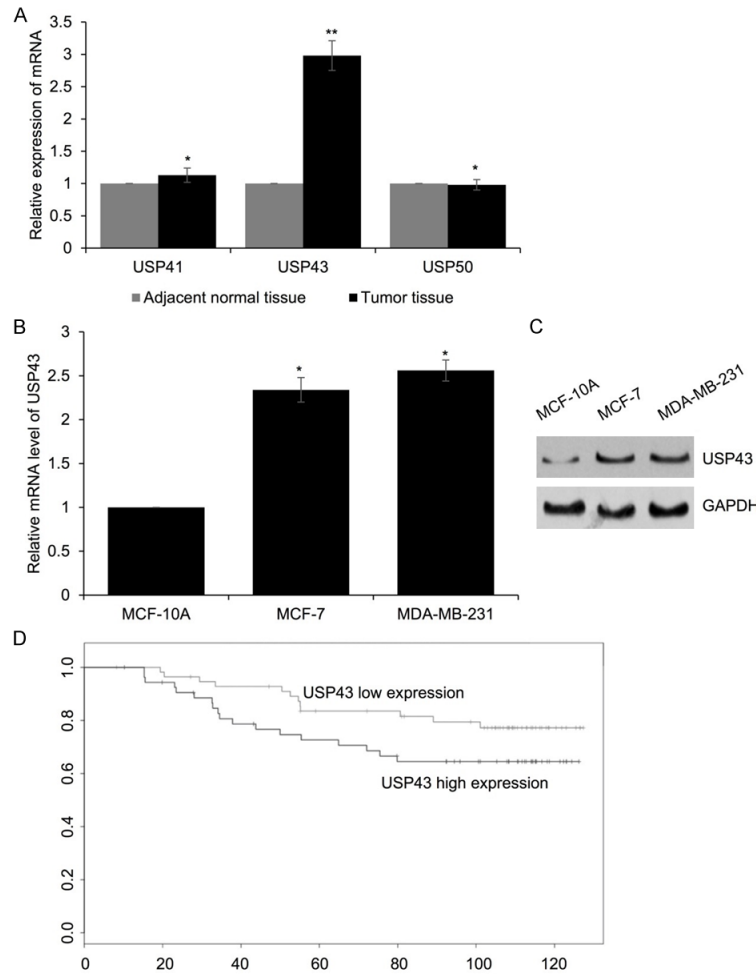 A
Relative expression of mRNA
3.5
3
2.5
2
1.5
1
0.5
0
*
**
*
USP41 USP43 USP50
Adjacent normal tissue Tumor tissue
B
Relative mRNA level of USP43
3
2.5
2
1.5
1
0.5
0
*
*
MCF-10A MCF-7 MDA-MB-231
C
MCF-10A MCF-7 MDA-MB-231
USP43
GAPDH
D
1.0
0.8
0.6
0.4
0.2
0.0
USP43 low expression
USP43 high expression
0 20 40 60 80 100 120